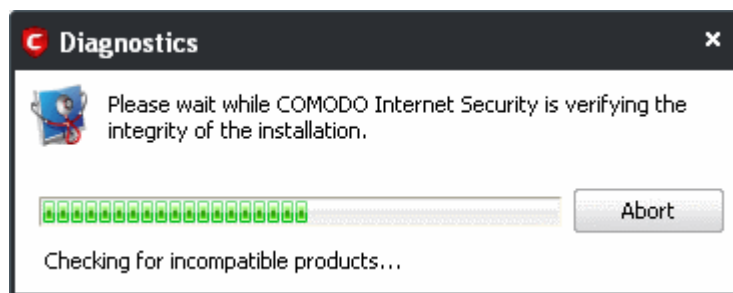 Diagnostics
Please wait while COMODO Internet Security is verifying the
integrity of the installation.
Abort
Checking for incompatible products...